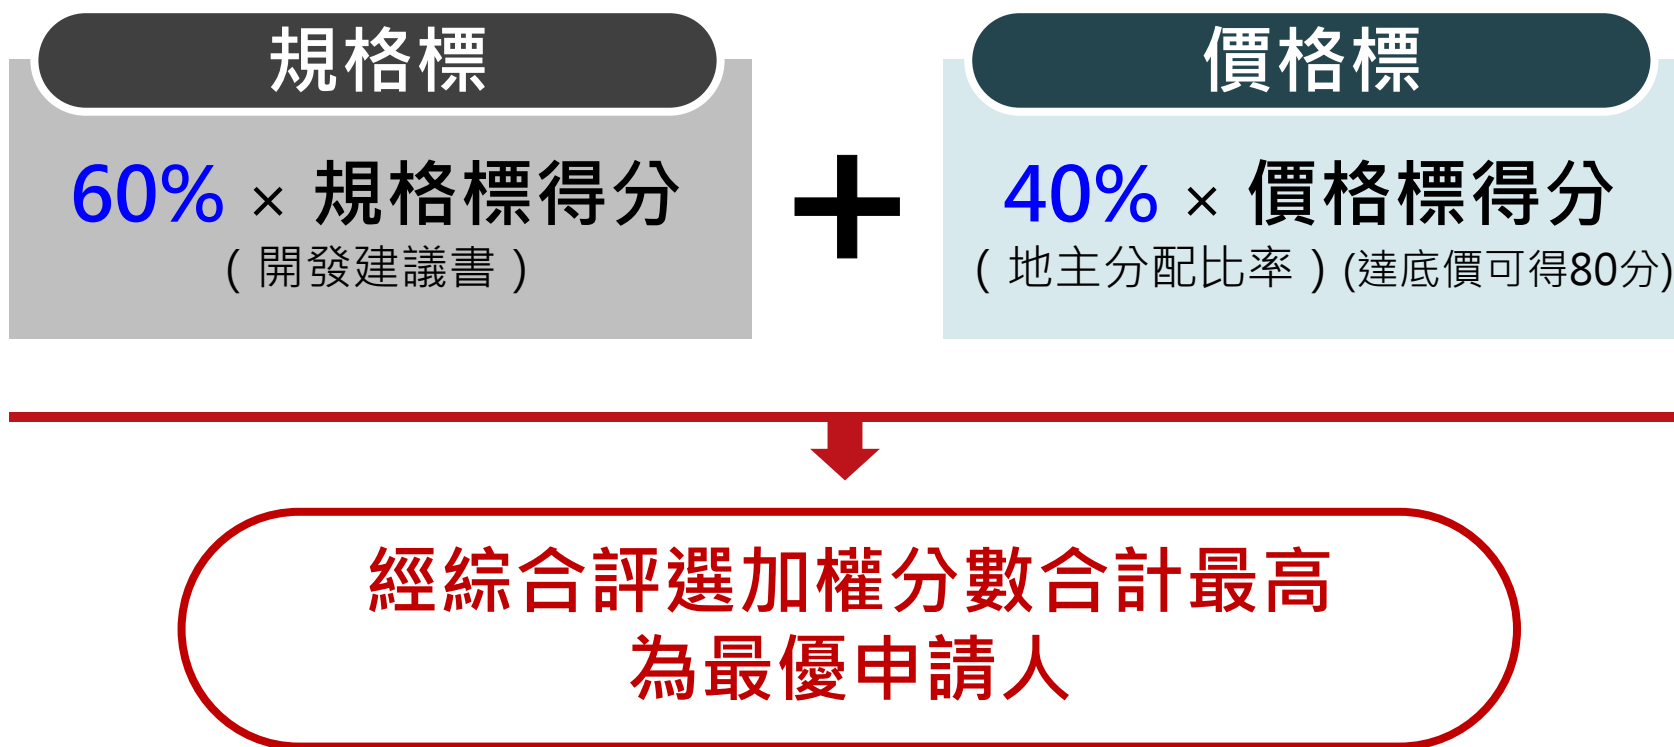 規格標
60% × 規格標得分
(開發建議書)
+
價格標
40% × 價格標得分
(地主分配比率)(達底價可得80分)
經綜合評選加權分數合計最高
為最優申請人